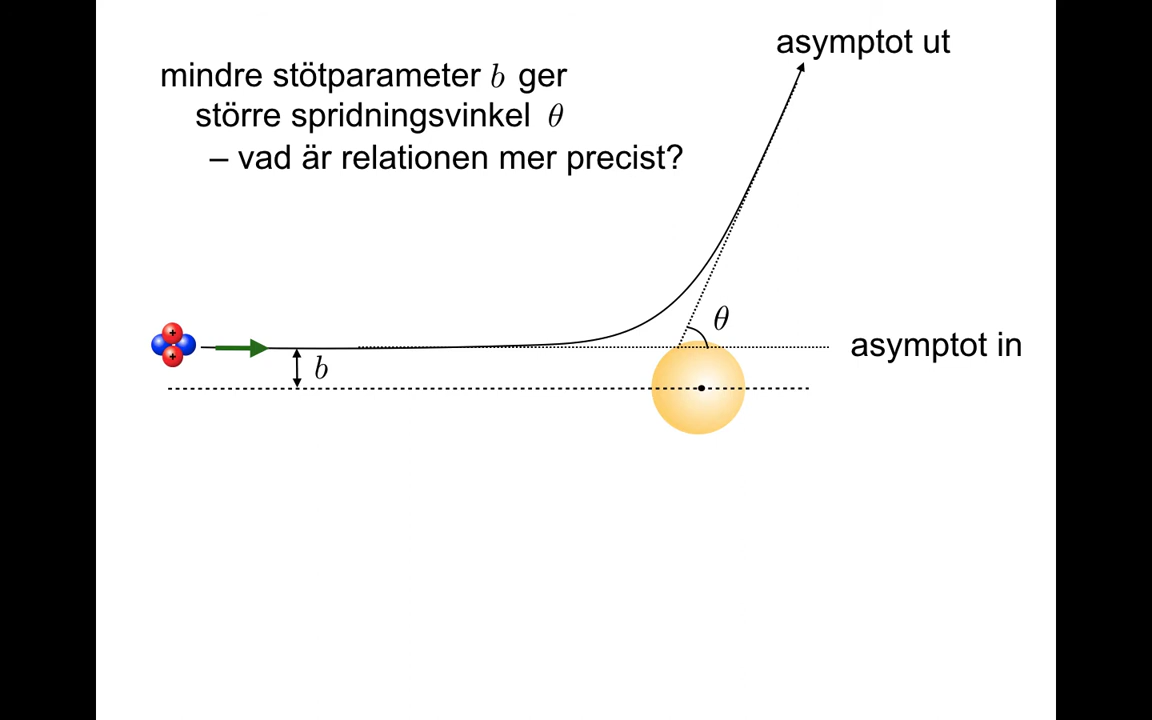 asymptot ut
mindre stötparameter b ger
större spridningsvinkel θ
– vad är relationen mer precist?
θ
asymptot in
b
+
+